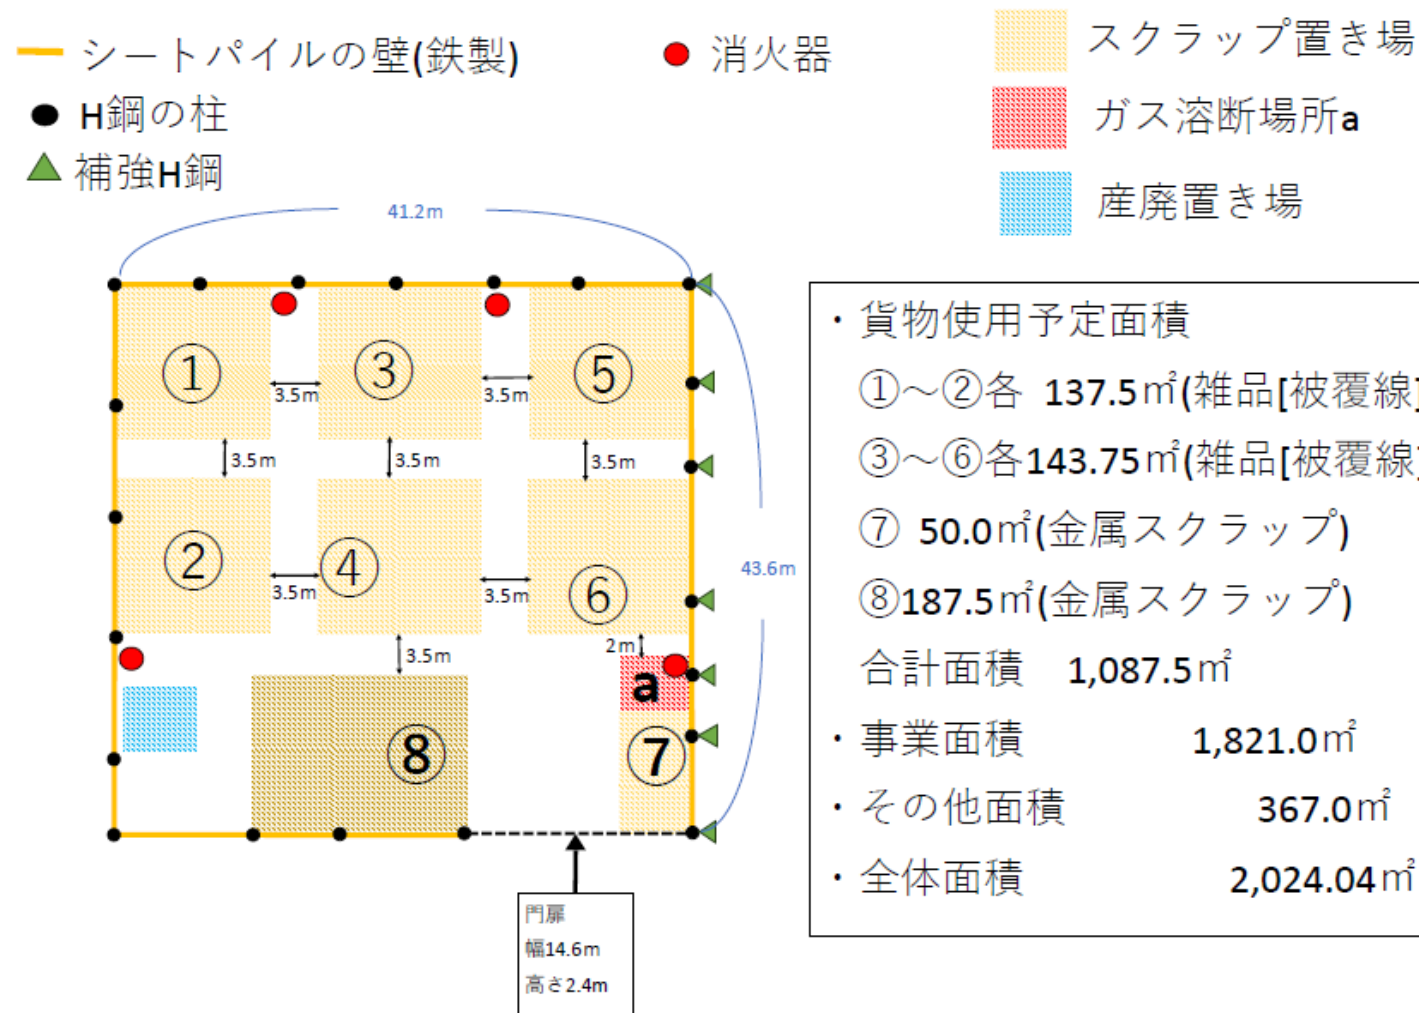 シートパイルの壁(鉄製)
消火器
スクラップ置き場
H鋼の柱
ガス溶断場所a
補強H鋼
産廃置き場
41.2m
① ③ ⑤
3.5m 3.5m
3.5m 3.5m 3.5m
② ④ ⑥
3.5m 3.5m
43.6m
3.5m 2m
a
⑧ ⑦
門扉
幅14.6m
高さ2.4m
・貨物使用予定面積
①～②各 137.5㎡(雑品[被覆線]
③～⑥各143.75㎡(雑品[被覆線]
⑦ 50.0㎡(金属スクラップ)
⑧187.5㎡(金属スクラップ)
合計面積 1,087.5㎡
・事業面積 1,821.0㎡
・その他面積 367.0㎡
・全体面積 2,024.04㎡